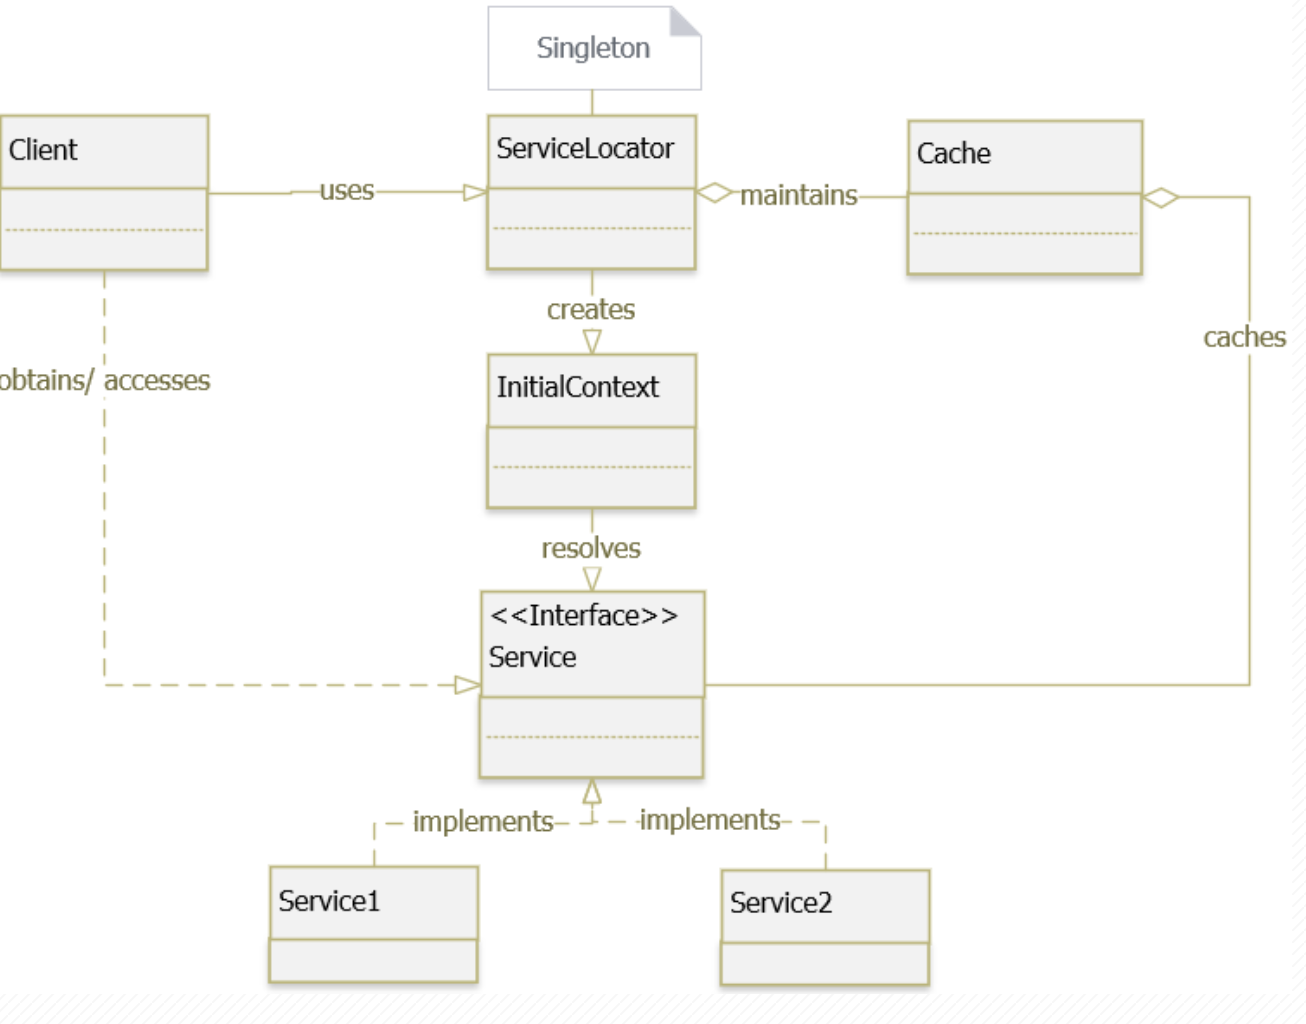 Singleton
Client
ServiceLocator
Cache
uses
maintains
creates
caches
obtains/ accesses
InitialContext
resolves
<<Interface>>
Service
implements
implements
Service1
Service2